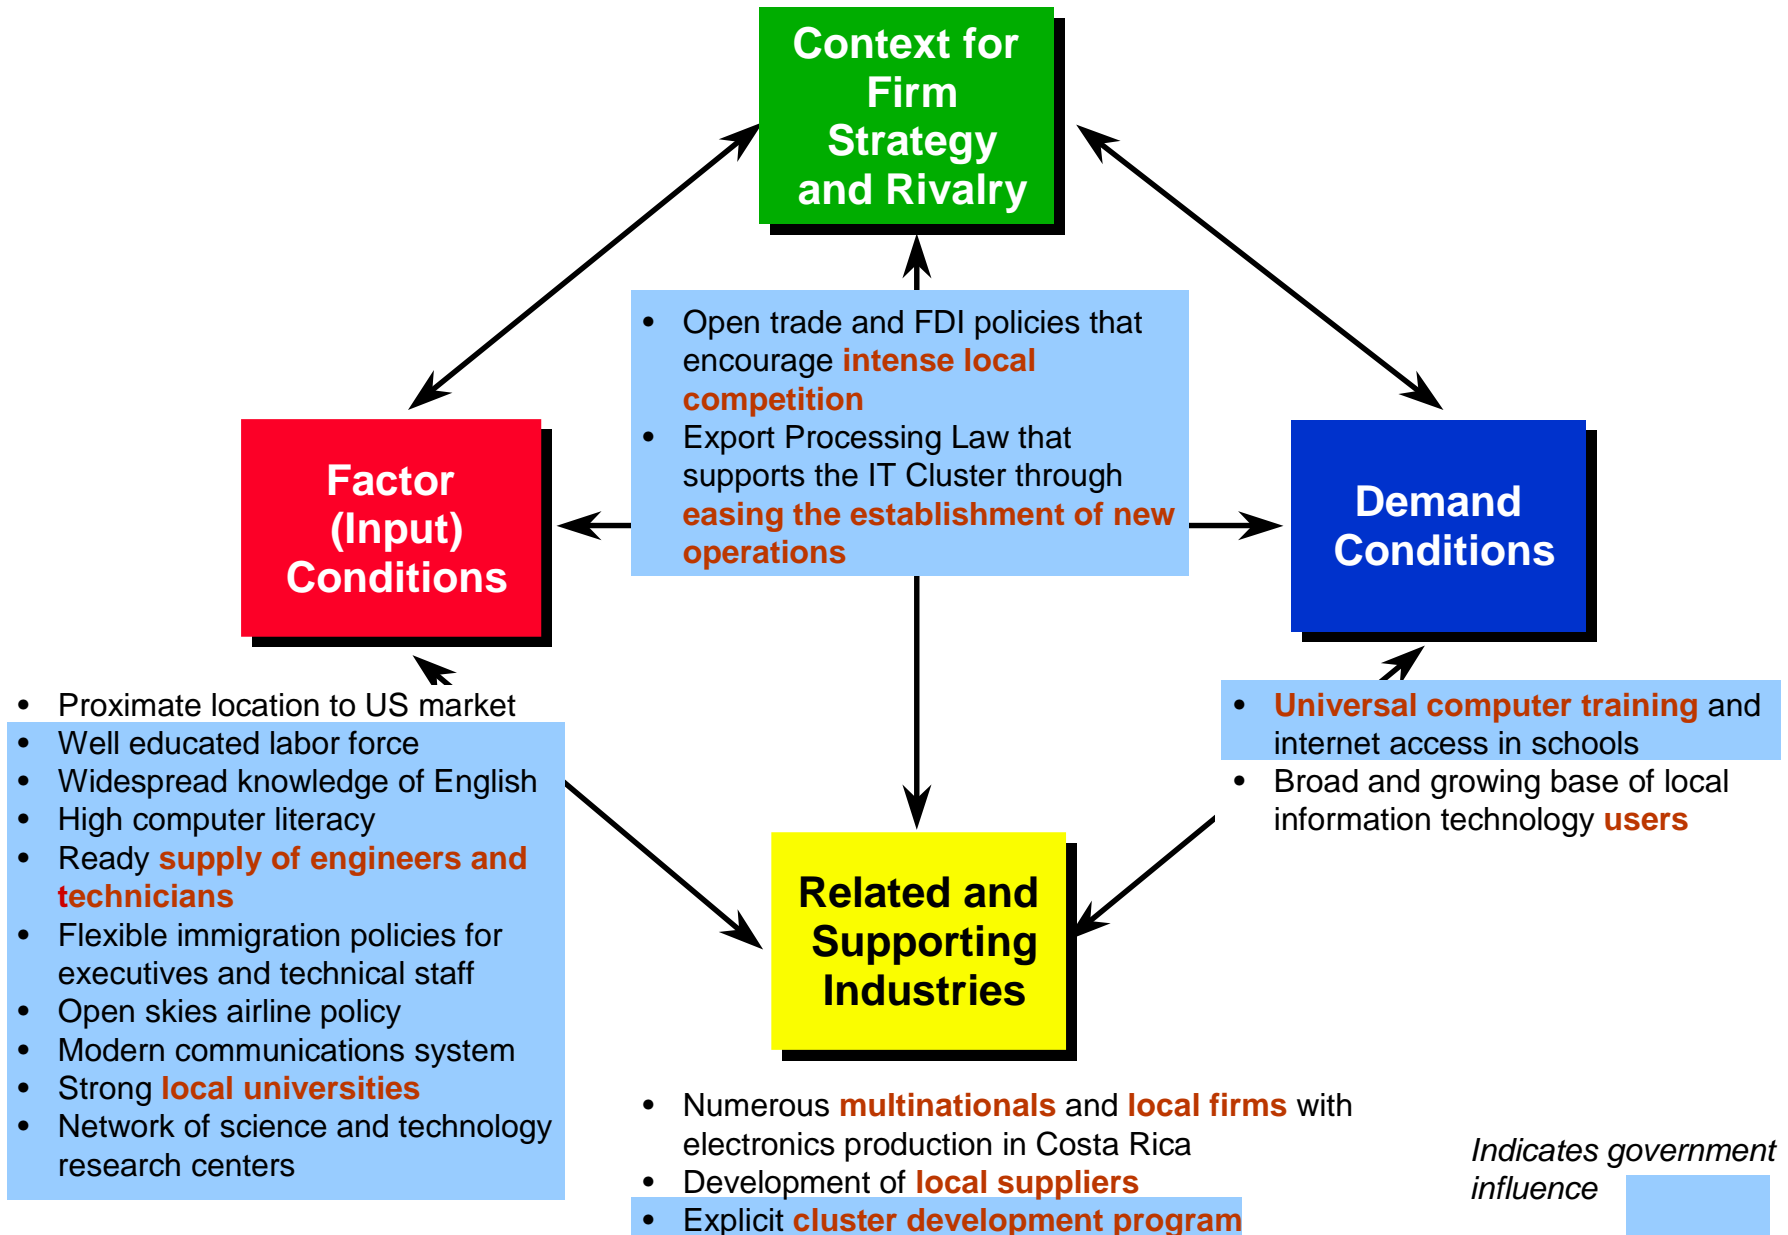 Context for
Firm
Strategy
and Rivalry
• Open trade and FDI policies that
encourage intense local
competition
• Export Processing Law that
supports the IT Cluster through
easing the establishment of new
operations
Factor
(Input)
Conditions
Demand
Conditions
• Proximate location to US market
• Well educated labor force
• Widespread knowledge of English
• High computer literacy
• Ready supply of engineers and
technicians
• Flexible immigration policies for
executives and technical staff
• Open skies airline policy
• Modern communications system
• Strong local universities
• Network of science and technology
research centers
• Universal computer training and
internet access in schools
• Broad and growing base of local
information technology users
Related and
Supporting
Industries
• Numerous multinationals and local firms with
electronics production in Costa Rica
• Development of local suppliers
• Explicit cluster development program
Indicates government
influence